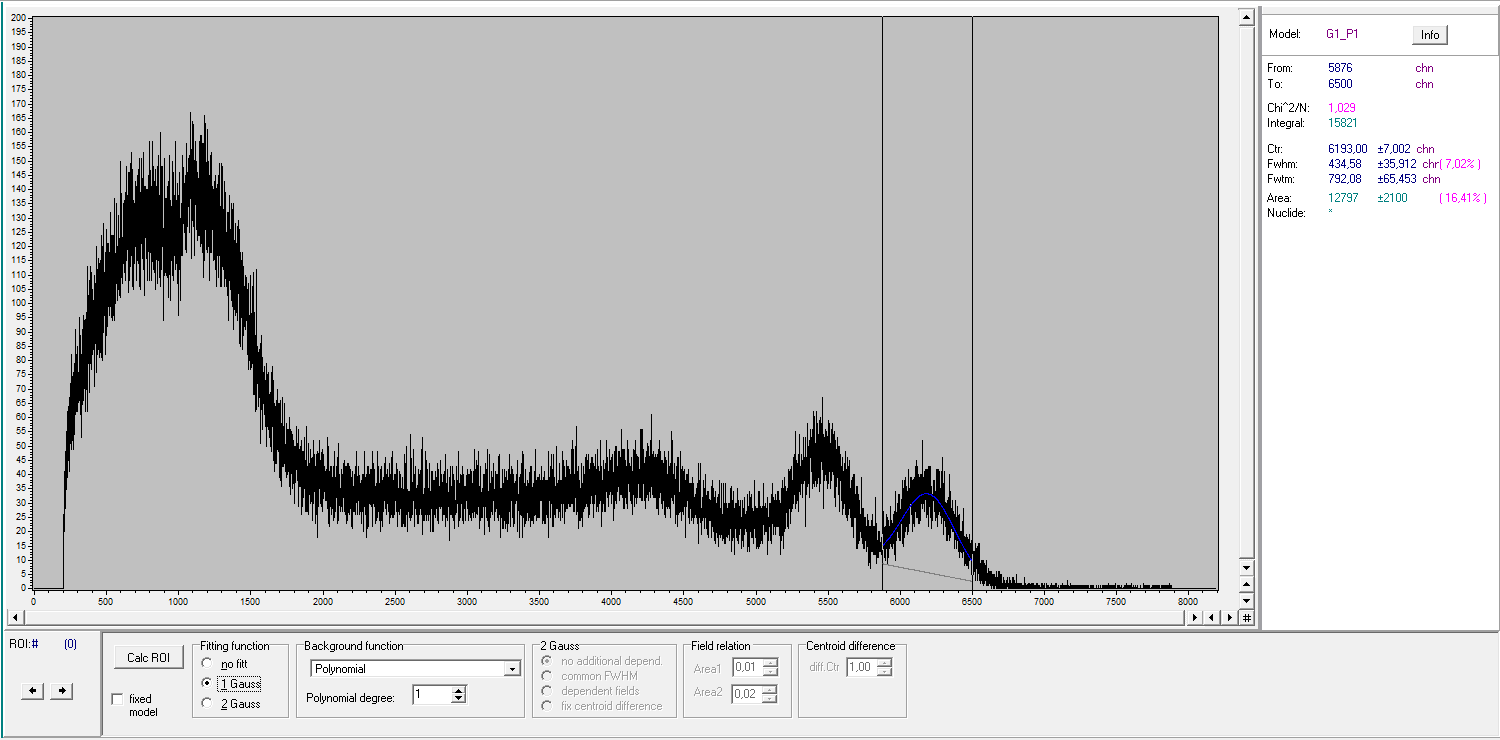 200
195
190
185
180
175
170
165
160
155
150
145
140
135
130
125
120
115
110
105
100
95
90
85
80
75
70
65
60
55
50
45
40
35
30
25
20
15
10
5
0
0 500 1000 1500 2000 2500 3000 3500 4000 4500 5000 5500 6000 6500 7000 7500 8000
#
Model: G1_P1 Info
From: 5876 chn
To: 6500 chn
Chi^2/N: 1,029
Integral: 15821
Ctr: 6193,00 ±7,002 chn
Fwhm: 434,58 ±35,912 chr( 7,02% )
Fwtm: 792,08 ±65,453 chn
Area: 12797 ±2100 ( 16,41% )
Nuclide: *
ROI:# (0)
Calc ROI
fixed
model
Fitting function
no fitt
1 Gauss
2 Gauss
Background function
Polynomial
Polynomial degree: 1
2 Gauss
no additional depend.
common FWHM
dependent fields
fix centroid difference
Field relation
Area1 0,01
Area2 0,02
Centroid difference
diff.Ctr 1,00